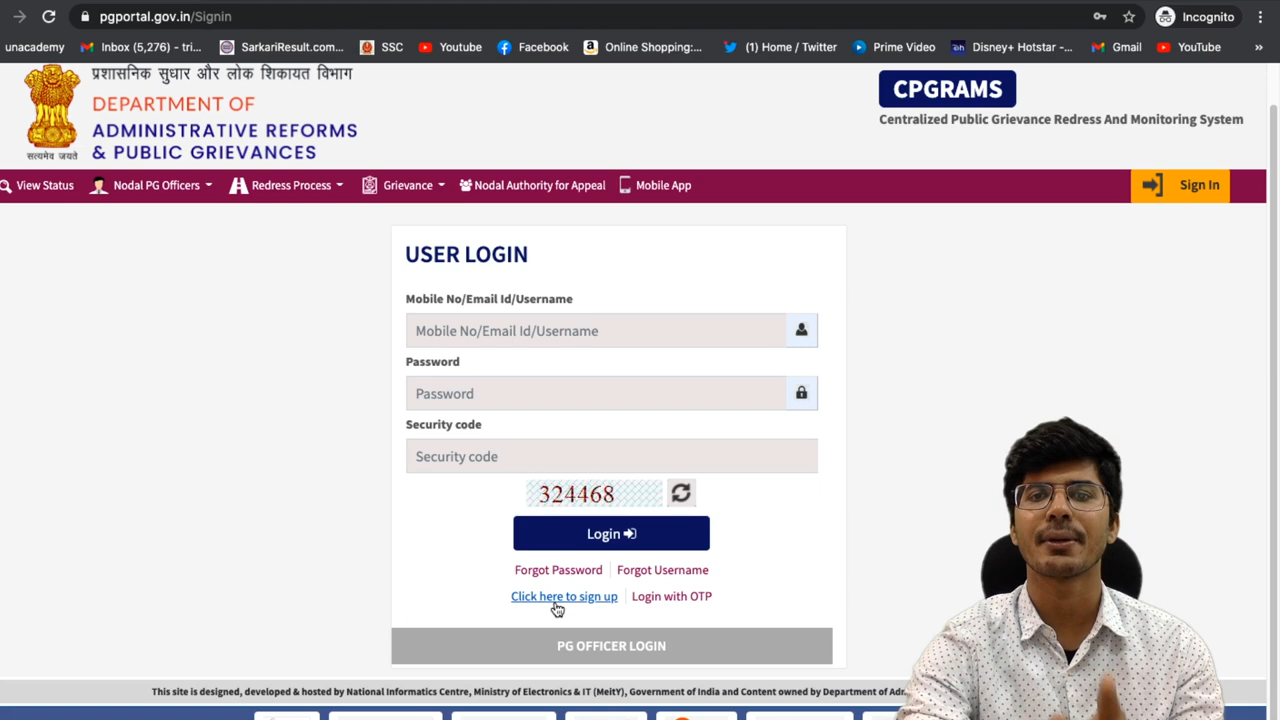 pgportal.gov.in/Signin
Incognito
unacademy
Inbox (5,276) - tri...
SarkariResult.com...
SSC
Youtube
Facebook
Online Shopping:...
(1) Home / Twitter
Prime Video
Disney+ Hotstar -...
Gmail
YouTube
»
प्रशासनिक सुधार और लोक शिकायत विभाग
DEPARTMENT OF
ADMINISTRATIVE REFORMS
& PUBLIC GRIEVANCES
सत्यमेव जयते
CPGRAMS
Centralized Public Grievance Redress And Monitoring System
View Status
Nodal PG Officers
Redress Process
Grievance
Nodal Authority for Appeal
Mobile App
Sign In
USER LOGIN
Mobile No/Email Id/Username
Mobile No/Email Id/Username
Password
Password
Security code
Security code
324468
Login
Forgot Password
Forgot Username
Click here to sign up
Login with OTP
PG OFFICER LOGIN
This site is designed, developed & hosted by National Informatics Centre, Ministry of Electronics & IT (MeitY), Government of India and Content owned by Department of